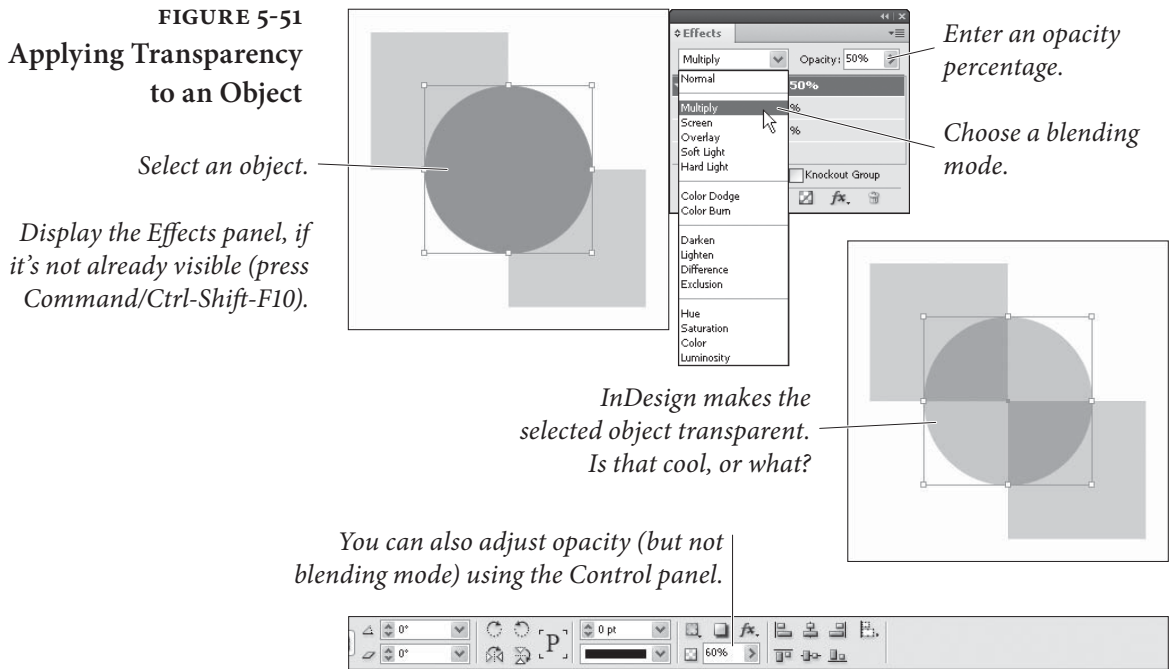 FIGURE 5-51
Applying Transparency
to an Object
Select an object.
Display the Effects panel, if
it's not already visible (press
Command/Ctrl-Shift-F10).
Effects
Multiply
Opacity: 50%
Normal
50%
Multiply
%
Screen
Overlay
%
Soft Light
Hard Light
Knockout Group
Color Dodge
fx.
Color Burn
Darken
Lighten
Difference
Exclusion
Hue
Saturation
Color
Luminosity
Enter an opacity
percentage.
Choose a blending
mode.
InDesign makes the
selected object transparent.
Is that cool, or what?
You can also adjust opacity (but not
blending mode) using the Control panel.
0°
P
0 pt
fx.
0°
60%